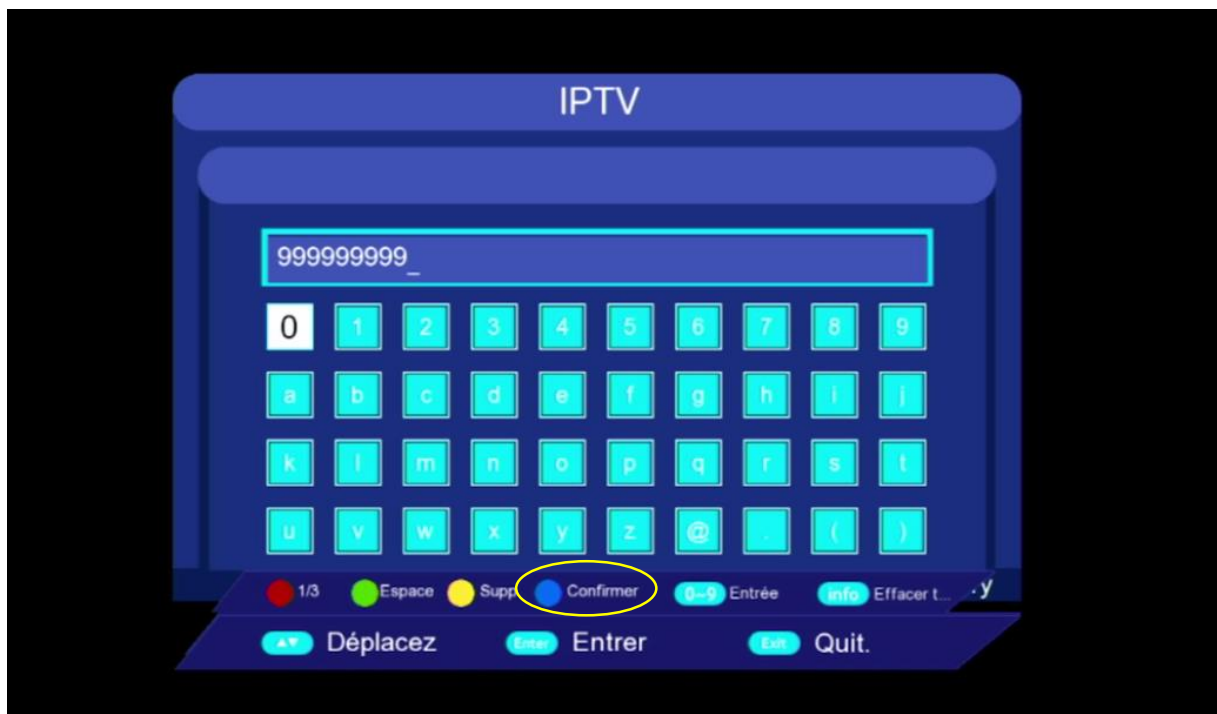 IPTV
999999999_
0 1 2 3 4 5 6 7 8 9
a b c d e f g h i j
k l m n o p q r s t
u v w x y z @ . ( )
1/3 Espace Supp Confirmer 0~9 Entrée info Effacer t... y
Déplacez Enter Entrer Exit Quit.